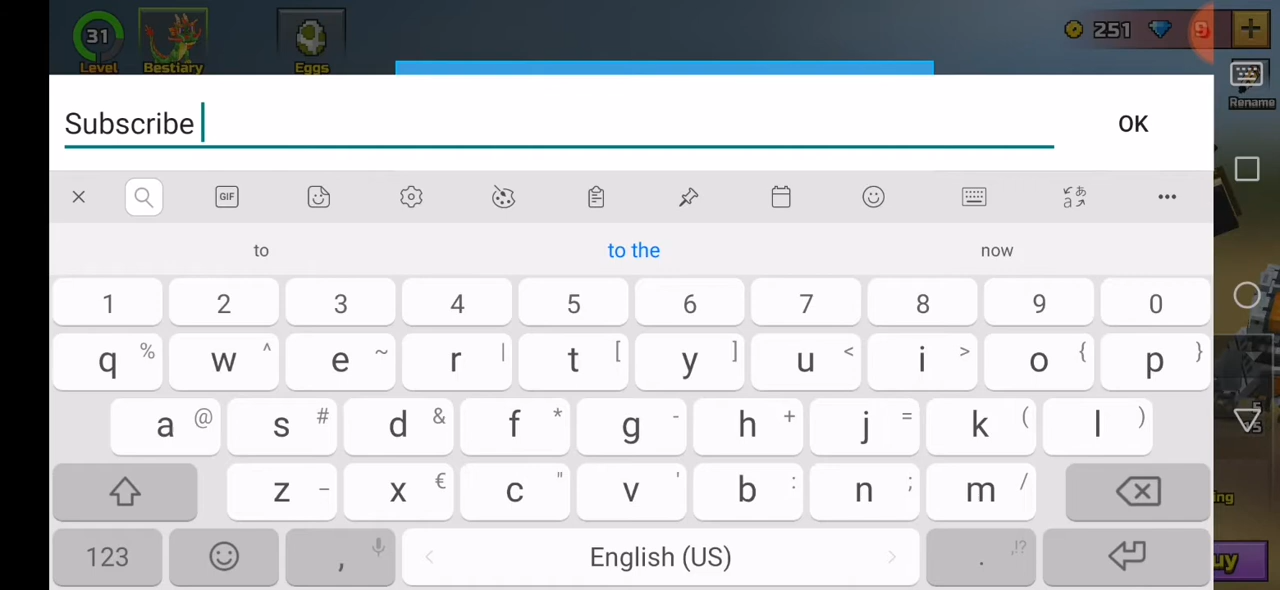 31
Level
Bestiary
Eggs
251
9
Rename
Subscribe
OK
GIF
to
to the
now
1 2 3 4 5 6 7 8 9 0
q % w ^ e ~ r | t [ y ] u < i > o { p }
a @ s # d & f * g - h + j = k ( l )
z _ x € c " v ' b : n ; m /
123 , English (US) . ,!?